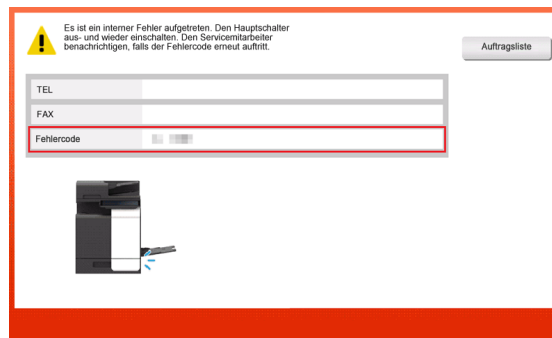 Es ist ein interner Fehler aufgetreten. Den Hauptschalter
aus- und wieder einschalten. Den Servicemitarbeiter
benachrichtigen, falls der Fehlercode erneut auftritt.
Auftragsliste
TEL
FAX
Fehlercode